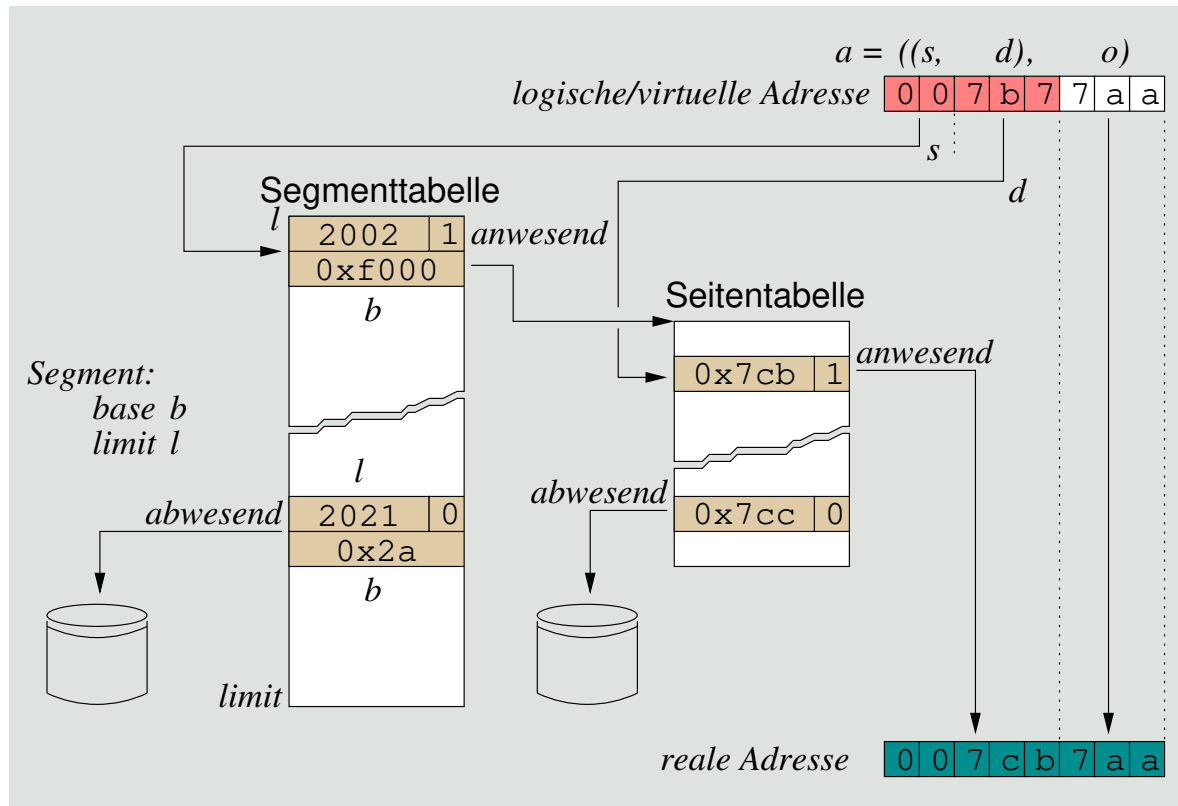 a = ((s, d), o)
logische/virtuelle Adresse 0 0 7 b 7 7 a a
s
d
Segmenttabelle
l
2002 1 anwesend
0xf000
b
Seitentabelle
0x7cb 1 anwesend
Segment:
base b
limit l
l
abwesend 2021 0
0x2a
b
abwesend 0x7cc 0
limit
reale Adresse 0 0 7 c b 7 a a